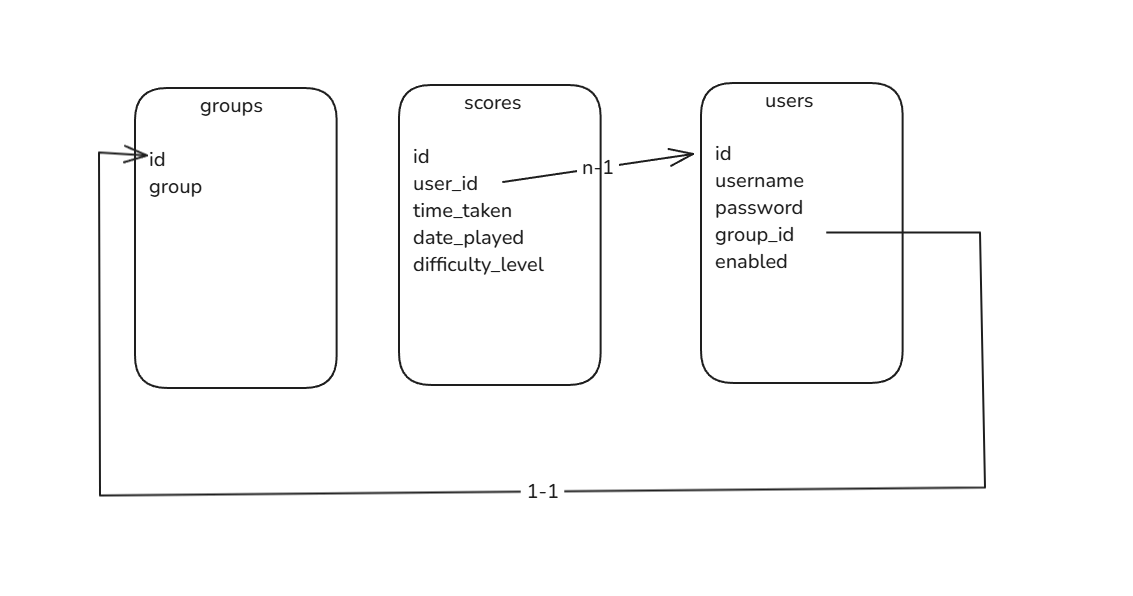 groups
id
group
scores
id
user_id
time_taken
date_played
difficulty_level
n-1
users
id
username
password
group_id
enabled
1-1